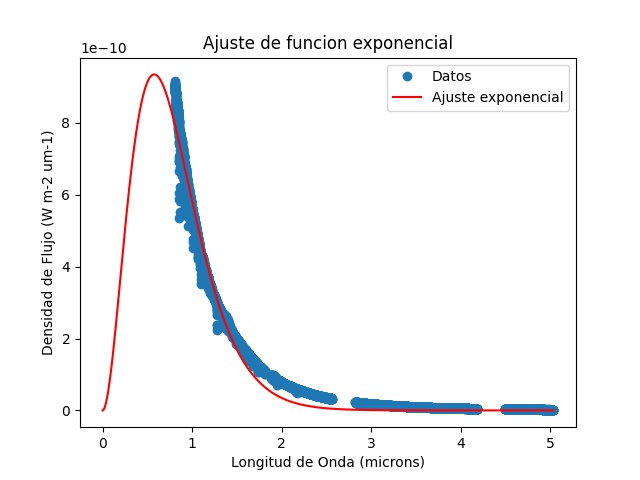 Ajuste de funcion exponencial
1e−10
Datos
Ajuste exponencial
Densidad de Flujo (W m-2 um-1)
8
6
4
2
0
0 1 2 3 4 5
Longitud de Onda (microns)